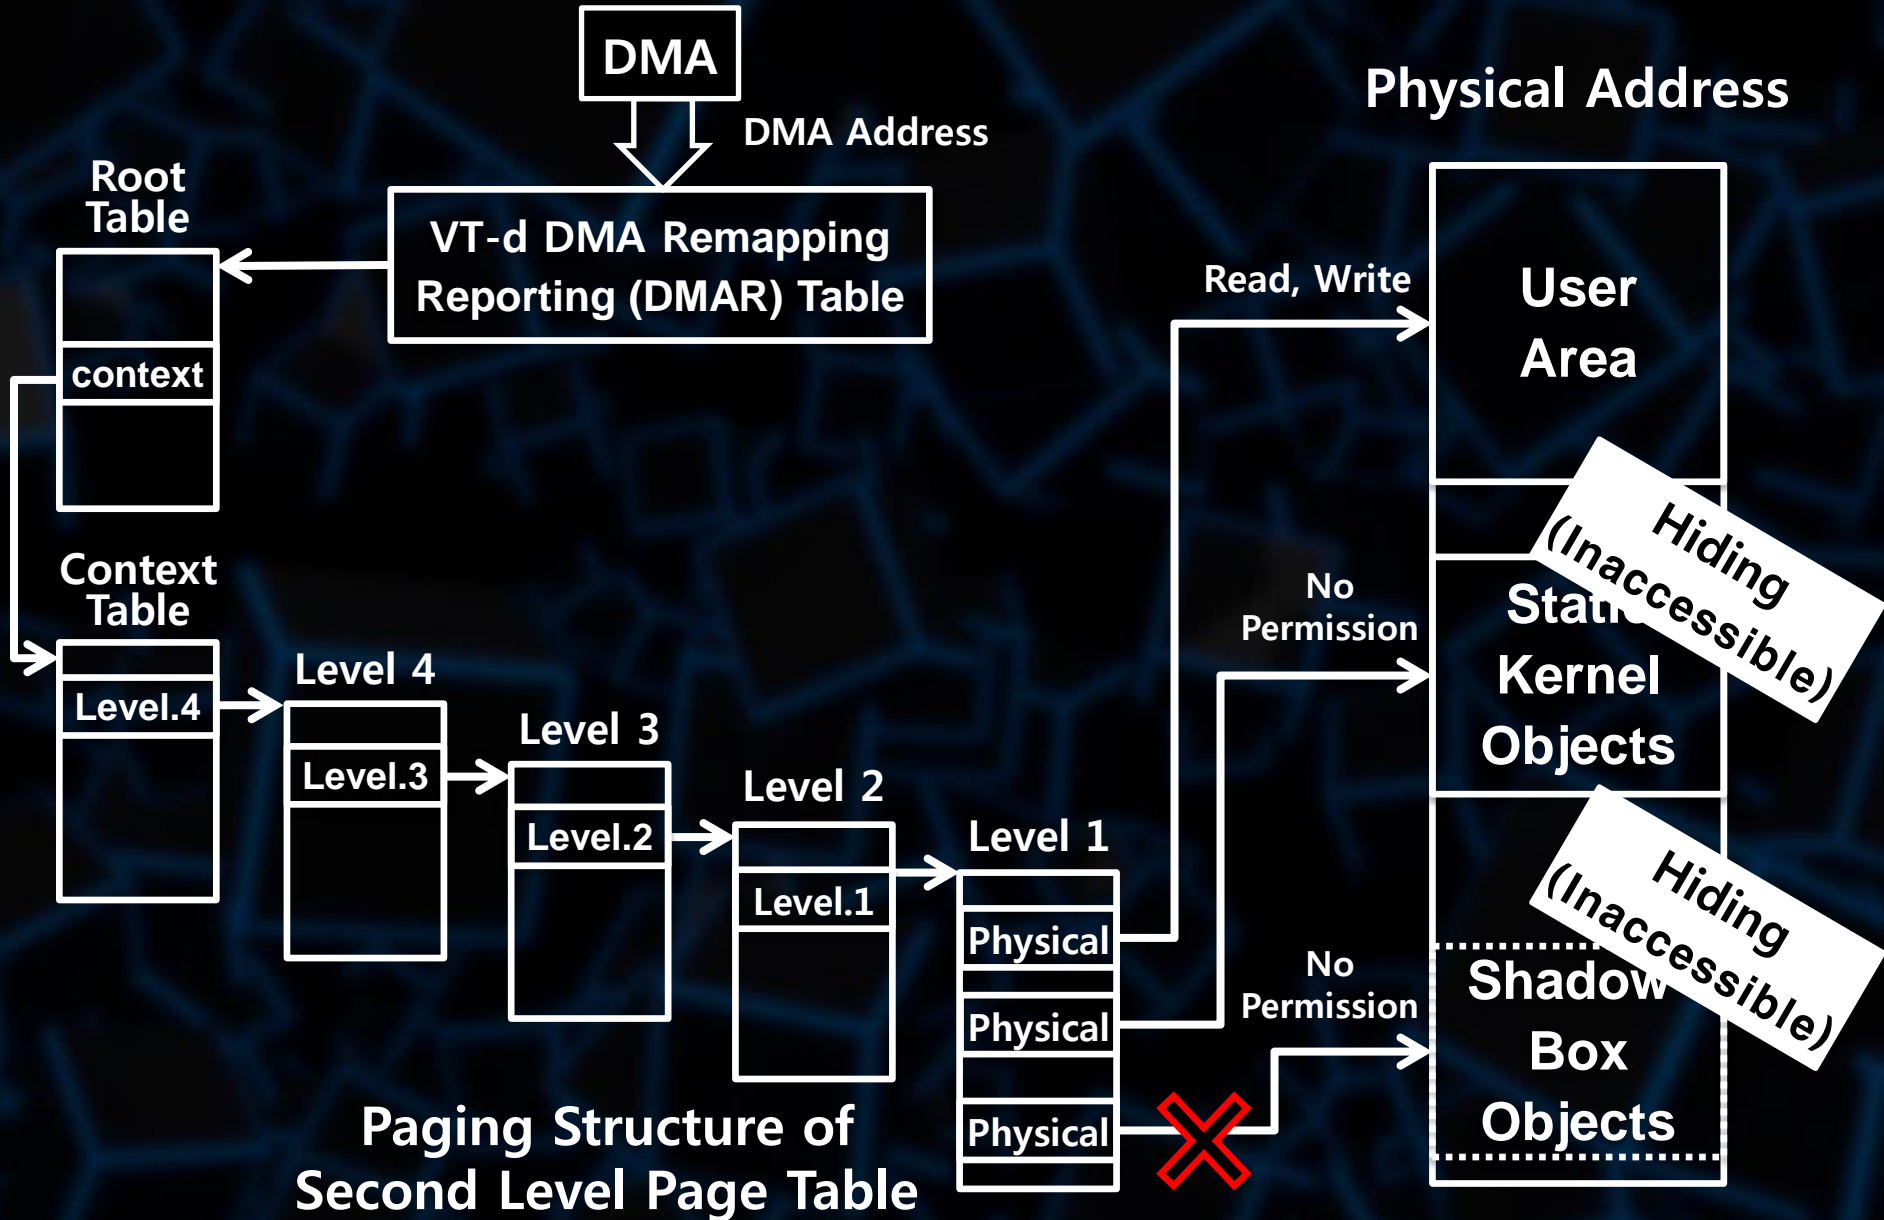 DMA
DMA Address
Physical Address
Root
Table
VT-d DMA Remapping
Reporting (DMAR) Table
context
Read, Write
User
Area
Hiding
(Inaccessible)
Context
Table
Level.4
Level 4
Level.3
Level 3
Level.2
Level 2
Level.1
Level 1
Physical
Physical
Physical
No
Permission
Static
Kernel
Objects
Hiding
(Inaccessible)
No
Permission
Shadow
Box
Objects
Paging Structure of
Second Level Page Table